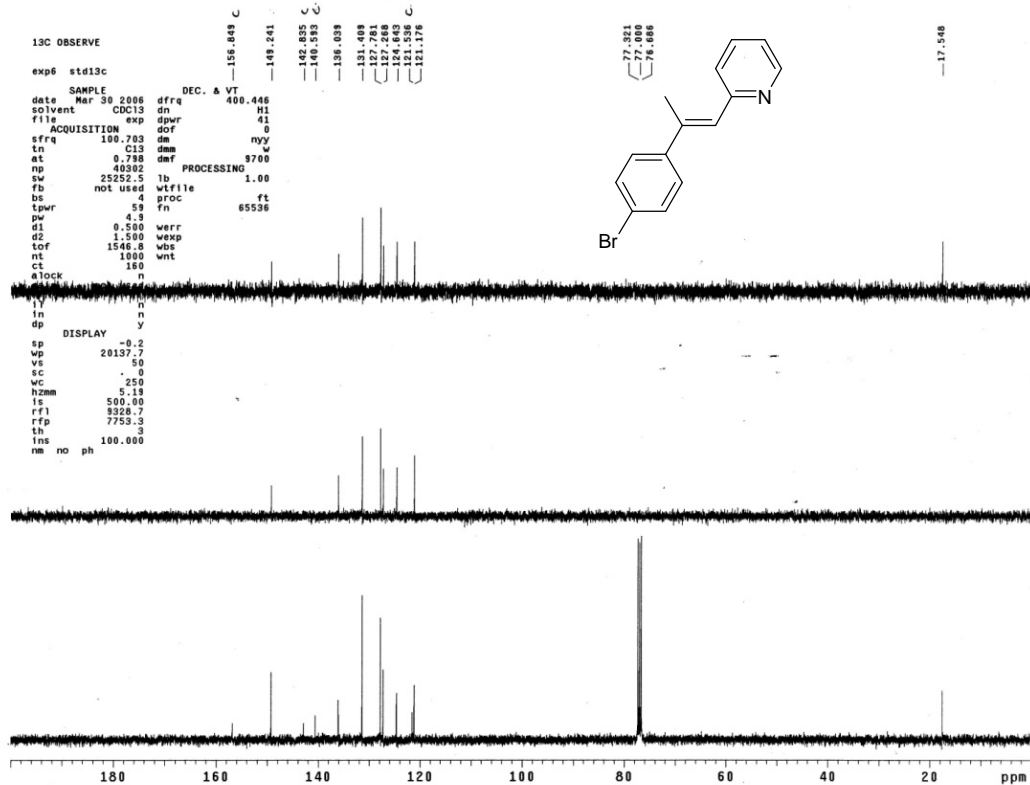 156.849 C
149.241
142.835 C
140.593 C
136.039
131.409
127.781
127.268
124.643
121.536 C
121.176
77.321
77.000
76.686
17.548
13C OBSERVE
exp6 std13c
SAMPLE DEC. & VT
date Mar 30 2006 dfrq 400.446
solvent CDCl3 dn H1
file exp dpwr 41
ACQUISITION dof 0
sfrq 100.703 dm nyy
tn C13 dmm w
at 0.798 dmf 9700
np 40302 PROCESSING
sw 25252.5 lb 1.00
fb not used wtfile
bs 4 proc ft
tpwr 59 fn 65536
pw 4.9
d1 0.500 werr
d2 1.500 wexp
tof 1546.8 wbs
nt 1000 wnt
ct 160
alock n
il n
in n
dp y
DISPLAY
sp -0.2
wp 20137.7
vs 50
sc 0
wc 250
hzmm 5.19
is 500.00
rfl 9328.7
rfp 7753.3
th 3
ins 100.000
nm no ph
N
Br
180 160 140 120 100 80 60 40 20 ppm